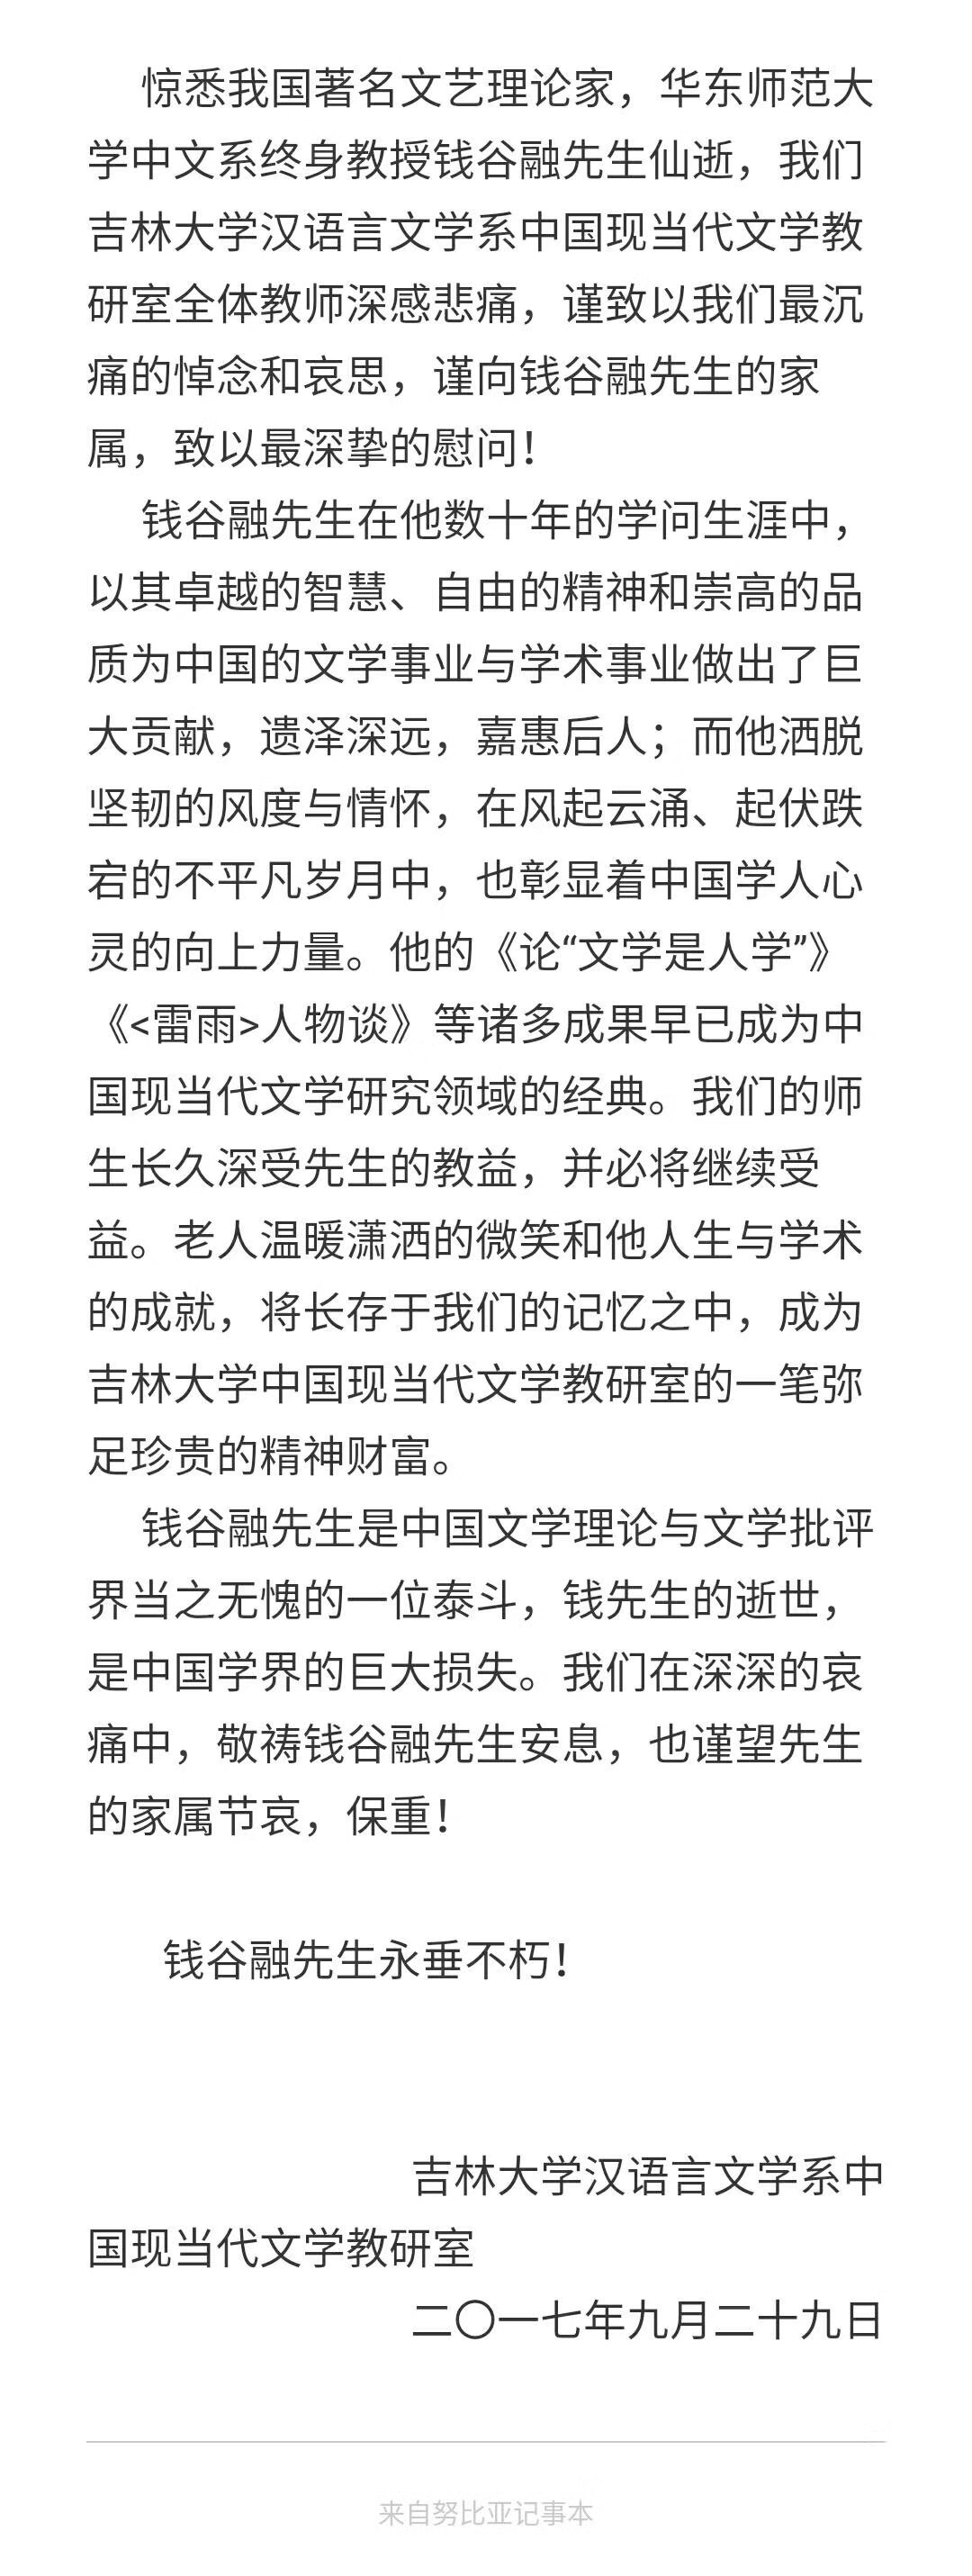 惊悉我国著名文艺理论家，华东师范大
学中文系终身教授钱谷融先生仙逝，我们
吉林大学汉语言文学系中国现当代文学教
研室全体教师深感悲痛，谨致以我们最沉
痛的悼念和哀思，谨向钱谷融先生的家
属，致以最深挚的慰问！
钱谷融先生在他数十年的学问生涯中，
以其卓越的智慧、自由的精神和崇高的品
质为中国的文学事业与学术事业做出了巨
大贡献，遗泽深远，嘉惠后人；而他洒脱
坚韧的风度与情怀，在风起云涌、起伏跌
宕的不平凡岁月中，也彰显着中国学人心
灵的向上力量。他的《论“文学是人学”》
《<雷雨>人物谈》等诸多成果早已成为中
国现当代文学研究领域的经典。我们的师
生长久深受先生的教益，并必将继续受
益。老人温暖潇洒的微笑和他人生与学术
的成就，将长存于我们的记忆之中，成为
吉林大学中国现当代文学教研室的一笔弥
足珍贵的精神财富。
钱谷融先生是中国文学理论与文学批评
界当之无愧的一位泰斗，钱先生的逝世，
是中国学界的巨大损失。我们在深深的哀
痛中，敬祷钱谷融先生安息，也谨望先生
的家属节哀，保重！
钱谷融先生永垂不朽！
吉林大学汉语言文学系中
国现当代文学教研室
二〇一七年九月二十九日
来自努比亚记事本